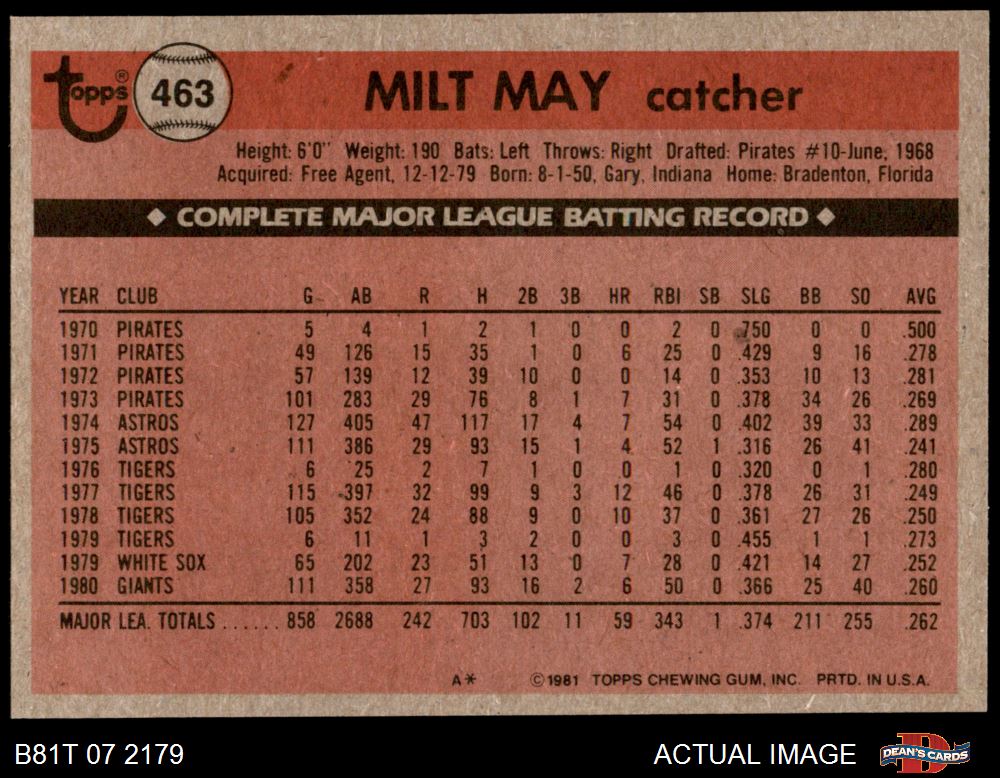 Topps® 463 MILT MAY catcher
Height: 6'0" Weight: 190 Bats: Left Throws: Right Drafted: Pirates #10-June, 1968
Acquired: Free Agent, 12-12-79 Born: 8-1-50, Gary, Indiana Home: Bradenton, Florida
◆ COMPLETE MAJOR LEAGUE BATTING RECORD ◆
YEAR CLUB G AB R H 2B 3B HR RBI SB SLG BB SO AVG
1970 PIRATES 5 4 1 2 1 0 0 2 0 .750 0 0 .500
1971 PIRATES 49 126 15 35 1 0 6 25 0 .429 9 16 .278
1972 PIRATES 57 139 12 39 10 0 0 14 0 .353 10 13 .281
1973 PIRATES 101 283 29 76 8 1 7 31 0 .378 34 26 .269
1974 ASTROS 127 405 47 117 17 4 7 54 0 .402 39 33 .289
1975 ASTROS 111 386 29 93 15 1 4 52 1 .316 26 41 .241
1976 TIGERS 6 25 2 7 1 0 0 1 0 .320 0 1 .280
1977 TIGERS 115 397 32 99 9 3 12 46 0 .378 26 31 .249
1978 TIGERS 105 352 24 88 9 0 10 37 0 .361 27 26 .250
1979 TIGERS 6 11 1 3 2 0 0 3 0 .455 1 1 .273
1979 WHITE SOX 65 202 23 51 13 0 7 28 0 .421 14 27 .252
1980 GIANTS 111 358 27 93 16 2 6 50 0 .366 25 40 .260
MAJOR LEA. TOTALS ...... 858 2688 242 703 102 11 59 343 1 .374 211 255 .262
A* ©1981 TOPPS CHEWING GUM, INC. PRTD. IN U.S.A.
B81T 07 2179 ACTUAL IMAGE DEAN'S CARDS